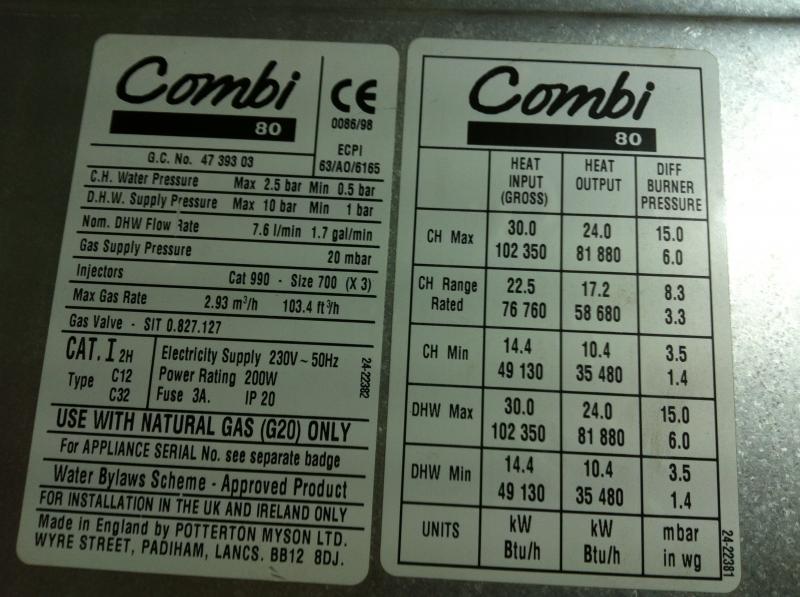 Combi
80
CE
0086/98
G.C. No. 47 393 03
ECPI
63/AO/6165
C.H. Water Pressure Max 2.5 bar Min 0.5 bar
D.H.W. Supply Pressure Max 10 bar Min 1 bar
Nom. DHW Flow Rate 7.6 l/min 1.7 gal/min
Gas Supply Pressure 20 mbar
Injectors Cat 990 - Size 700 (X 3)
Max Gas Rate 2.93 m³/h 103.4 ft³/h
Gas Valve - SIT 0.827.127
CAT. I 2H
Type C12
C32
Electricity Supply 230V ~ 50Hz
Power Rating 200W
Fuse 3A. IP 20
24-22382
USE WITH NATURAL GAS (G20) ONLY
For APPLIANCE SERIAL No. see separate badge
Water Bylaws Scheme - Approved Product
FOR INSTALLATION IN THE UK AND IRELAND ONLY
Made in England by POTTERTON MYSON LTD.
WYRE STREET, PADIHAM, LANCS. BB12 8DJ.
Combi
80
HEAT INPUT (GROSS) HEAT OUTPUT DIFF BURNER PRESSURE
CH Max 30.0 24.0 15.0
102 350 81 880 6.0
CH Range Rated 22.5 17.2 8.3
76 760 58 680 3.3
CH Min 14.4 10.4 3.5
49 130 35 480 1.4
DHW Max 30.0 24.0 15.0
102 350 81 880 6.0
DHW Min 14.4 10.4 3.5
49 130 35 480 1.4
UNITS kW kW mbar
Btu/h Btu/h in wg
24-22381